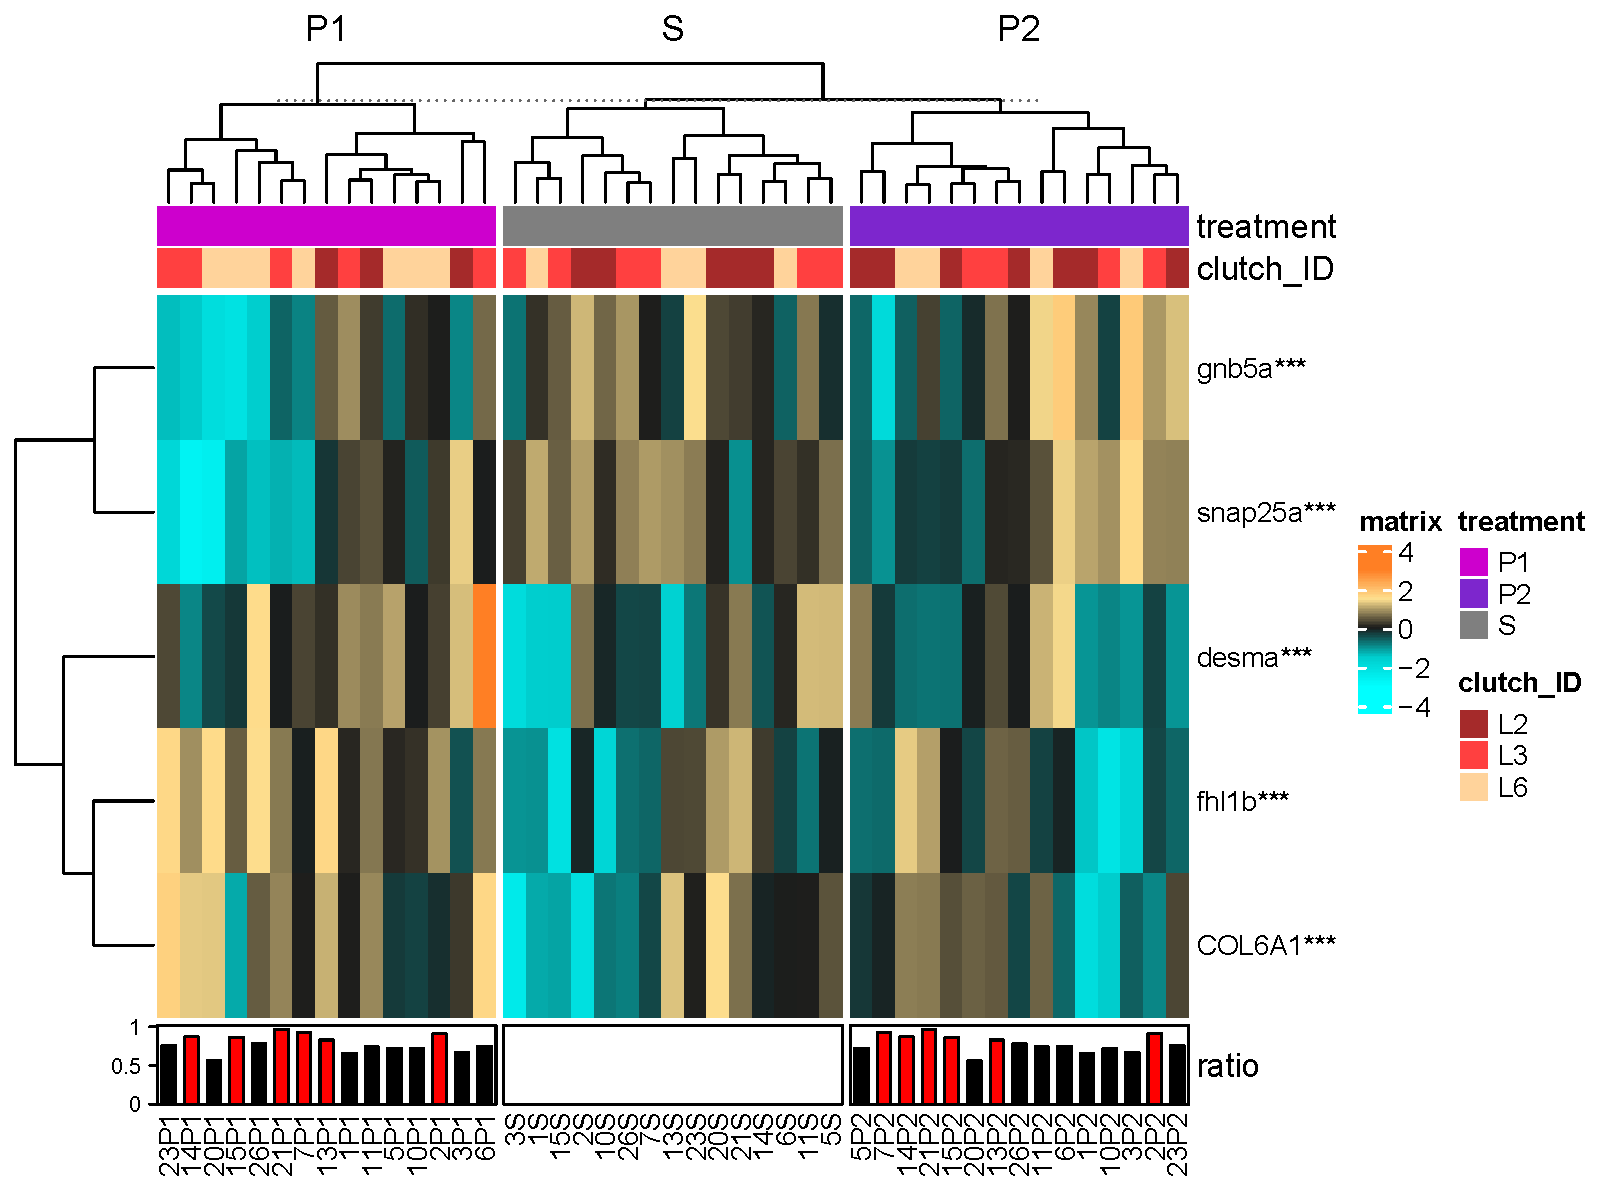 P1 S P2
treatment
clutch_ID
gnb5a***
snap25a***
desma***
fhl1b***
COL6A1***
matrix
4
2
0
−2
−4
treatment
P1
P2
S
clutch_ID
L2
L3
L6
1
0.5
0
ratio
23P1 14P1 20P1 15P1 26P1 21P1 7P1 13P1 1P1 11P1 5P1 10P1 2P1 3P1 6P1 3S 1S 15S 2S 10S 26S 7S 13S 23S 20S 21S 14S 6S 11S 5S 5P2 7P2 14P2 21P2 15P2 20P2 13P2 26P2 11P2 6P2 1P2 10P2 3P2 2P2 23P2